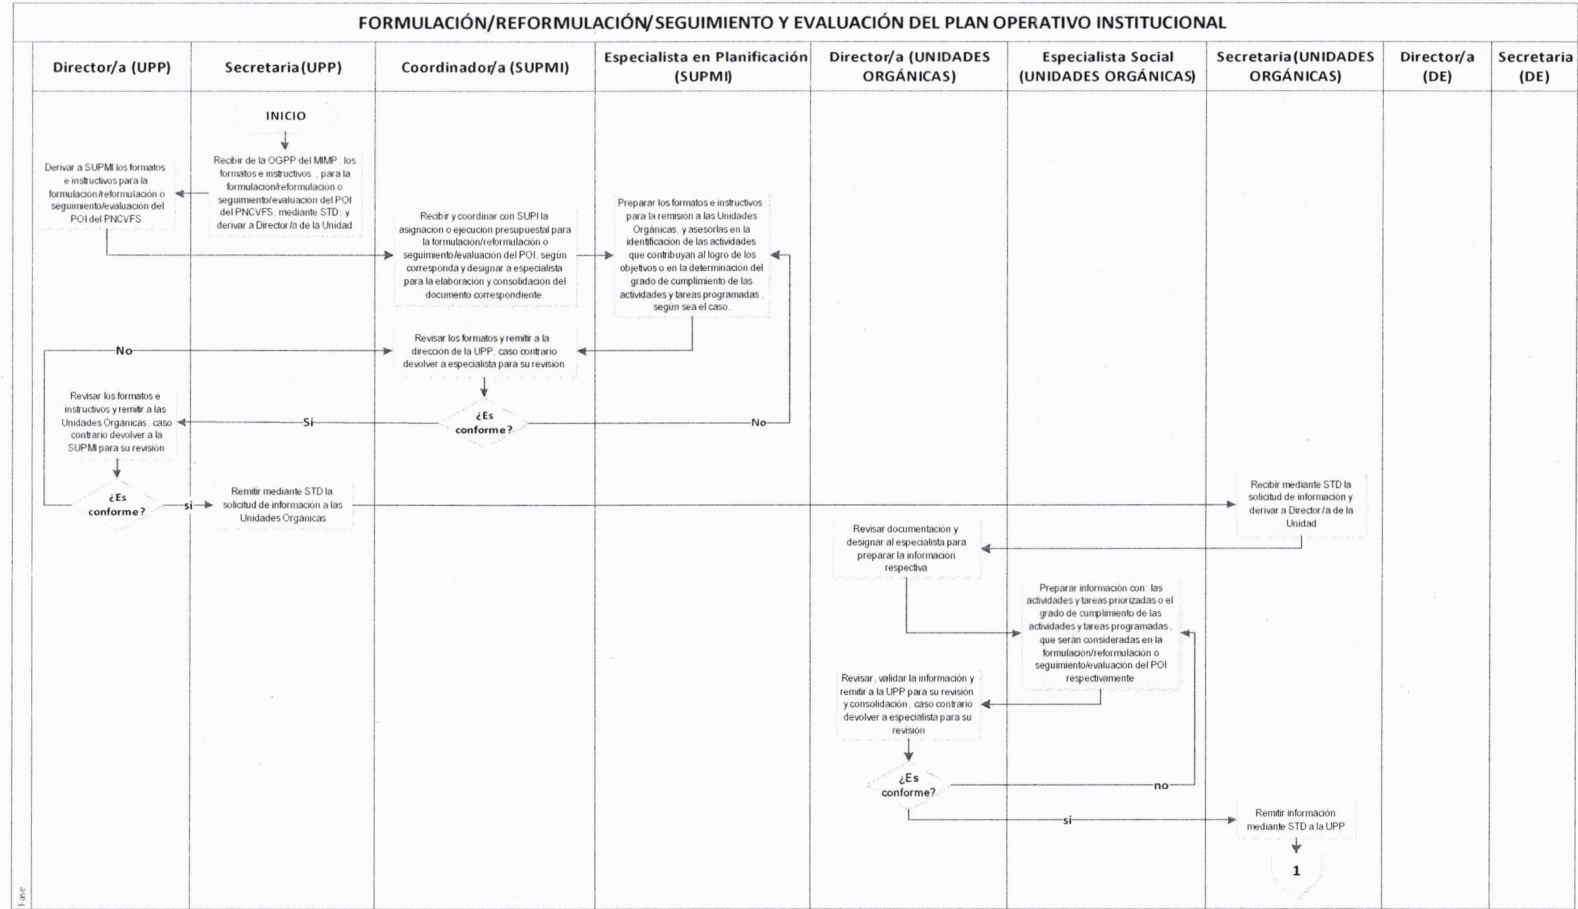 FORMULACIÓN/REFORMULACIÓN/SEGUIMIENTO Y EVALUACIÓN DEL PLAN OPERATIVO INSTITUCIONAL
Director/a (UPP)
Secretaria(UPP)
Coordinador/a (SUPMI)
Especialista en Planificación
(SUPMI)
Director/a (UNIDADES
ORGÁNICAS)
Especialista Social
(UNIDADES ORGÁNICAS)
Secretaria(UNIDADES
ORGÁNICAS)
Director/a
(DE)
Secretaria
(DE)
INICIO
Recibir de la OGPP del MIMP, los
formatos e instructivos , para la
formulación/reformulación o
seguimiento/evaluación del POI
del PNCVFS, mediante STD; y
derivar a Director/a de la Unidad
Derivar a SUPMI los formatos
e instructivos para la
formulación/reformulación o
seguimiento/evaluación del
POI del PNCVFS.
Recibir y coordinar con SUPI la
asignación o ejecución presupuestal para
la formulación/reformulación o
seguimiento/evaluación del POI, según
corresponda y designar a especialista
para la elaboración y consolidación del
documento correspondiente.
Preparar los formatos e instructivos
para la remisión a las Unidades
Orgánicas, y asesorlas en la
identificación de las actividades
que contribuyan al logro de los
objetivos o en la determinación del
grado de cumplimiento de las
actividades y tareas programadas ,
según sea el caso.
Revisar los formatos y remitir a la
dirección de la UPP, caso contrario
devolver a especialista para su revisión
No
¿Es
conforme?
Si
No
Revisar los formatos e
instructivos y remitir a las
Unidades Orgánicas, caso
contrario devolver a la
SUPMI para su revisión
¿Es
conforme?
si
Remitir mediante STD la
solicitud de información a las
Unidades Orgánicas
Recibir mediante STD la
solicitud de información y
derivar a Director/a de la
Unidad
Revisar documentación y
designar al especialista para
preparar la información
respectiva
Preparar información con: las
actividades y tareas priorizadas o el
grado de cumplimiento de las
actividades y tareas programadas ,
que serán consideradas en la
formulación/reformulación o
seguimiento/evaluación del POI
respectivamente
Revisar, validar la información y
remitir a la UPP para su revisión
y consolidación, caso contrario
devolver a especialista para su
revisión
¿Es
conforme?
no
si
Remitir información
mediante STD a la UPP
1
Fase